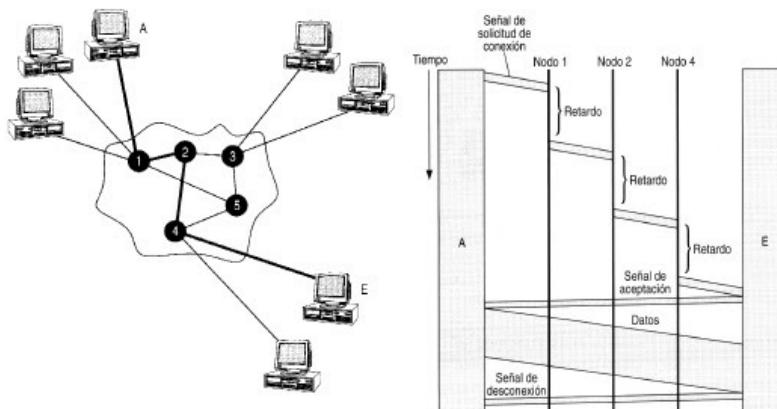 A
1
2
3
5
4
E
Señal de
solicitud de
conexión
Tiempo
Nodo 1
Nodo 2
Nodo 4
Retardo
Retardo
Retardo
A
E
Señal de
aceptación
Datos
Señal de
desconexión